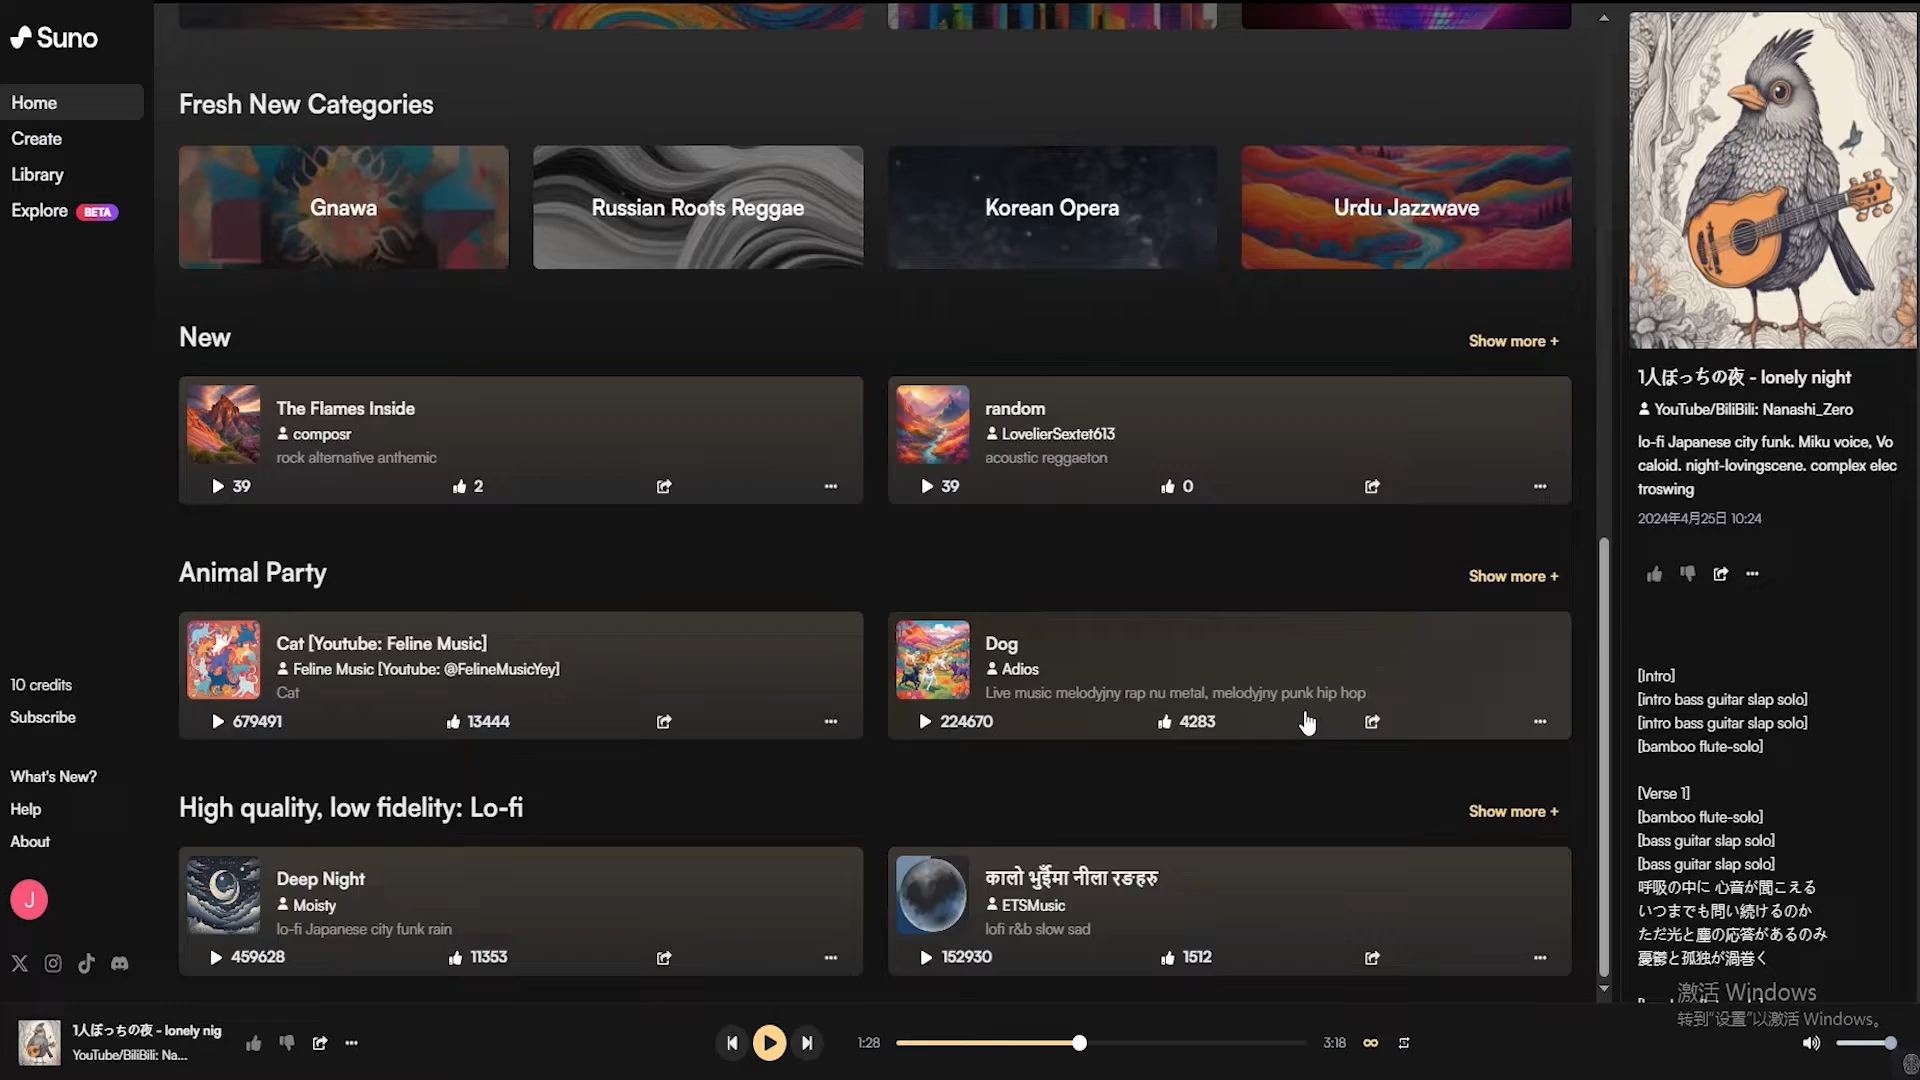 Suno
Home
Create
Library
Explore BETA
10 credits
Subscribe
What's New?
Help
About
J
Fresh New Categories
Gnawa
Russian Roots Reggae
Korean Opera
Urdu Jazzwave
New
Show more +
The Flames Inside
composr
rock alternative anthemic
39
2
random
LovelierSextet613
acoustic reggaeton
39
0
Animal Party
Show more +
Cat [Youtube: Feline Music]
Feline Music [Youtube: @FelineMusicYey]
Cat
679491
13444
Dog
Adios
Live music melodyjny rap nu metal, melodyjny punk hip hop
224670
4283
High quality, low fidelity: Lo-fi
Show more +
Deep Night
Moisty
lo-fi Japanese city funk rain
459628
11353
कालो भुईँमा नीला रङहरु
ETSMusic
lofi r&b slow sad
152930
1512
1人ぼっちの夜 - lonely night
YouTube/BiliBili: Nanashi_Zero
lo-fi Japanese city funk. Miku voice, Vo
caloid. night-lovingscene. complex elec
troswing
2024年4月25日 10:24
[Intro]
[intro bass guitar slap solo]
[intro bass guitar slap solo]
[bamboo flute-solo]
[Verse 1]
[bamboo flute-solo]
[bass guitar slap solo]
[bass guitar slap solo]
呼吸の中に 心音が聞こえる
いつまでも問い続けるのか
ただ光と塵の応答があるのみ
憂鬱と孤独が渦巻く
激活 Windows
转到"设置"以激活 Windows。
1人ぼっちの夜 - lonely nig
YouTube/BiliBili: Na...
1:28
3:18